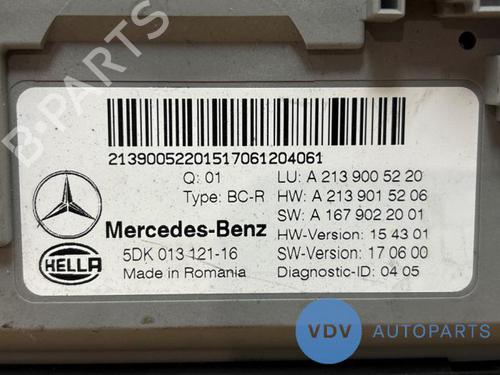 B-PARTS
21390052201517061204061
Q: 01
LU: A 213 900 52 20
Type: BC-R
HW: A 213 901 52 06
SW: A 167 902 20 01
Mercedes-Benz
HW-Version: 15 43 01
HELLA
5DK 013 121-16
SW-Version: 17 06 00
Made in Romania
Diagnostic-ID: 04 05
VDV AUTOPARTS